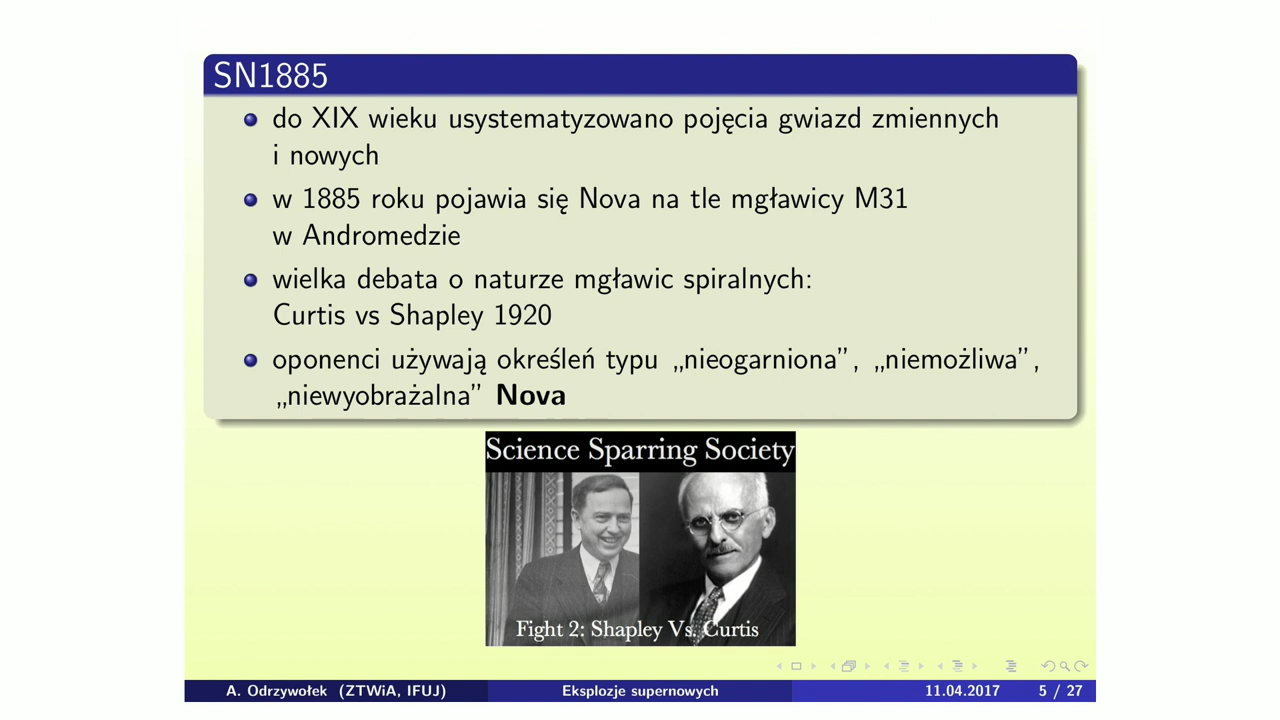 SN1885
do XIX wieku usystematyzowano pojęcia gwiazd zmiennych
i nowych
w 1885 roku pojawia się Nova na tle mgławicy M31
w Andromedzie
wielka debata o naturze mgławic spiralnych:
Curtis vs Shapley 1920
oponenci używają określeń typu „nieogarniona”, „niemożliwa”,
„niewyobrażalna” Nova
Science Sparring Society
Fight 2: Shapley Vs. Curtis
A. Odrzywołek (ZTWiA, IFUJ) Eksplozje supernowych 11.04.2017 5 / 27